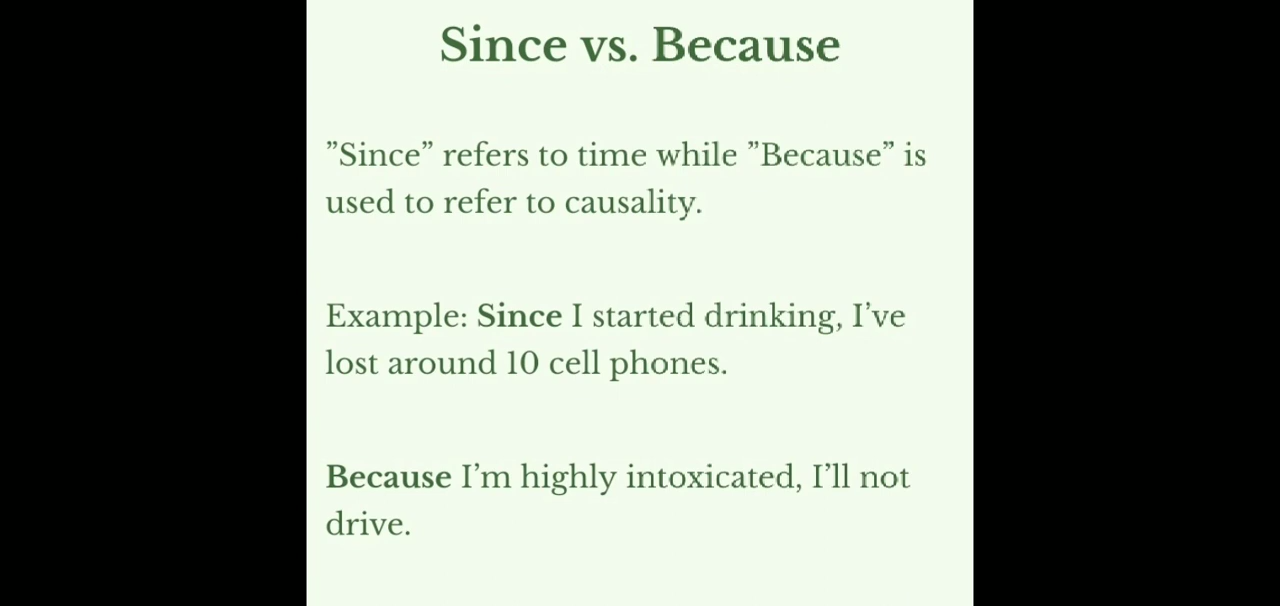 Since vs. Because
”Since” refers to time while ”Because” is
used to refer to causality.
Example: Since I started drinking, I’ve
lost around 10 cell phones.
Because I’m highly intoxicated, I’ll not
drive.